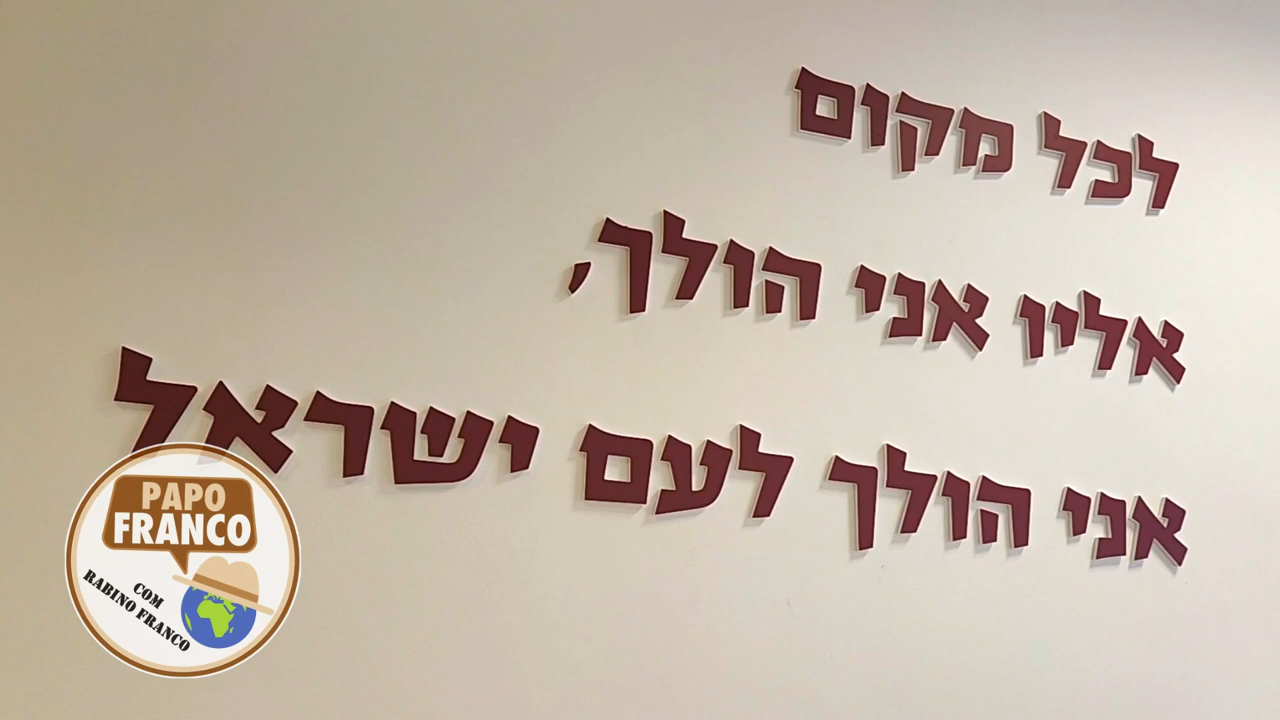 לכל מקום
אליו אני הולך,
אני הולך לעם ישראל
PAPO
FRANCO
COM
RABINO FRANCO